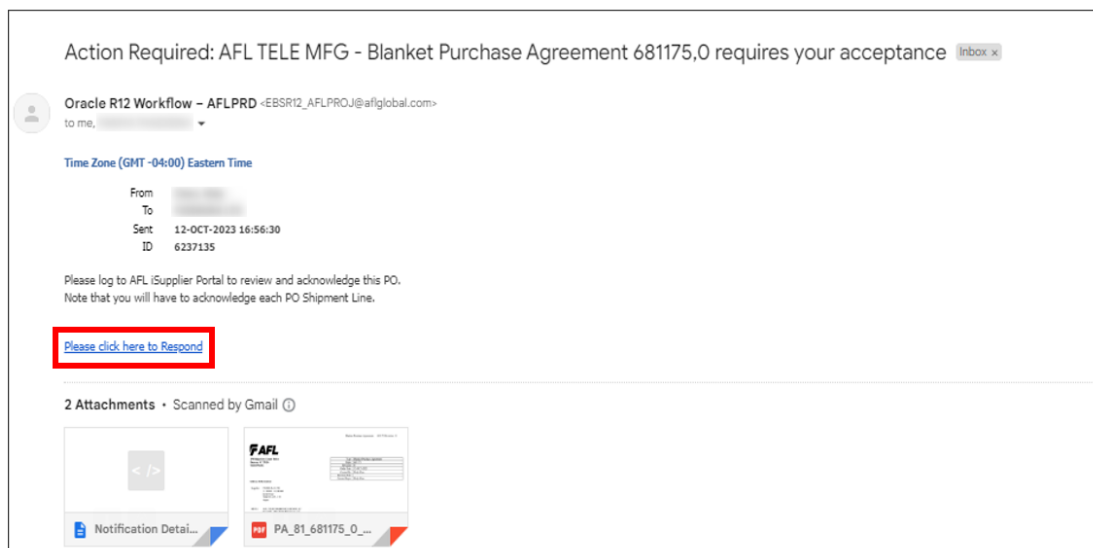 Action Required: AFL TELE MFG - Blanket Purchase Agreement 681175,0 requires your acceptance Inbox x
Oracle R12 Workflow – AFLPRD <EBSR12_AFLPROJ@aflglobal.com>
to me,
Time Zone (GMT -04:00) Eastern Time
From
To
Sent 12-OCT-2023 16:56:30
ID 6237135
Please log to AFL iSupplier Portal to review and acknowledge this PO.
Note that you will have to acknowledge each PO Shipment Line.
Please click here to Respond
2 Attachments • Scanned by Gmail
</>
AFL
Notification Detai...
PDF PA_81_681175_0_...